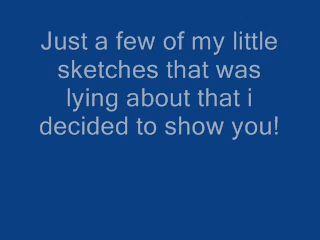 Just a few of my little
sketches that was
lying about that i
decided to show you!